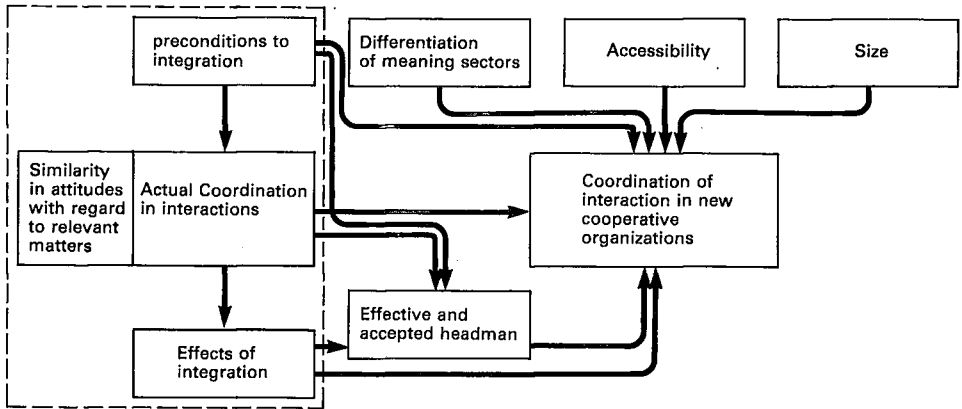 preconditions to
integration
Differentiation
of meaning sectors
Accessibility
Size
Similarity
in attitudes
with regard
to relevant
matters
Actual Coordination
in interactions
Coordination of
interaction in new
cooperative
organizations
Effective and
accepted headman
Effects of
integration